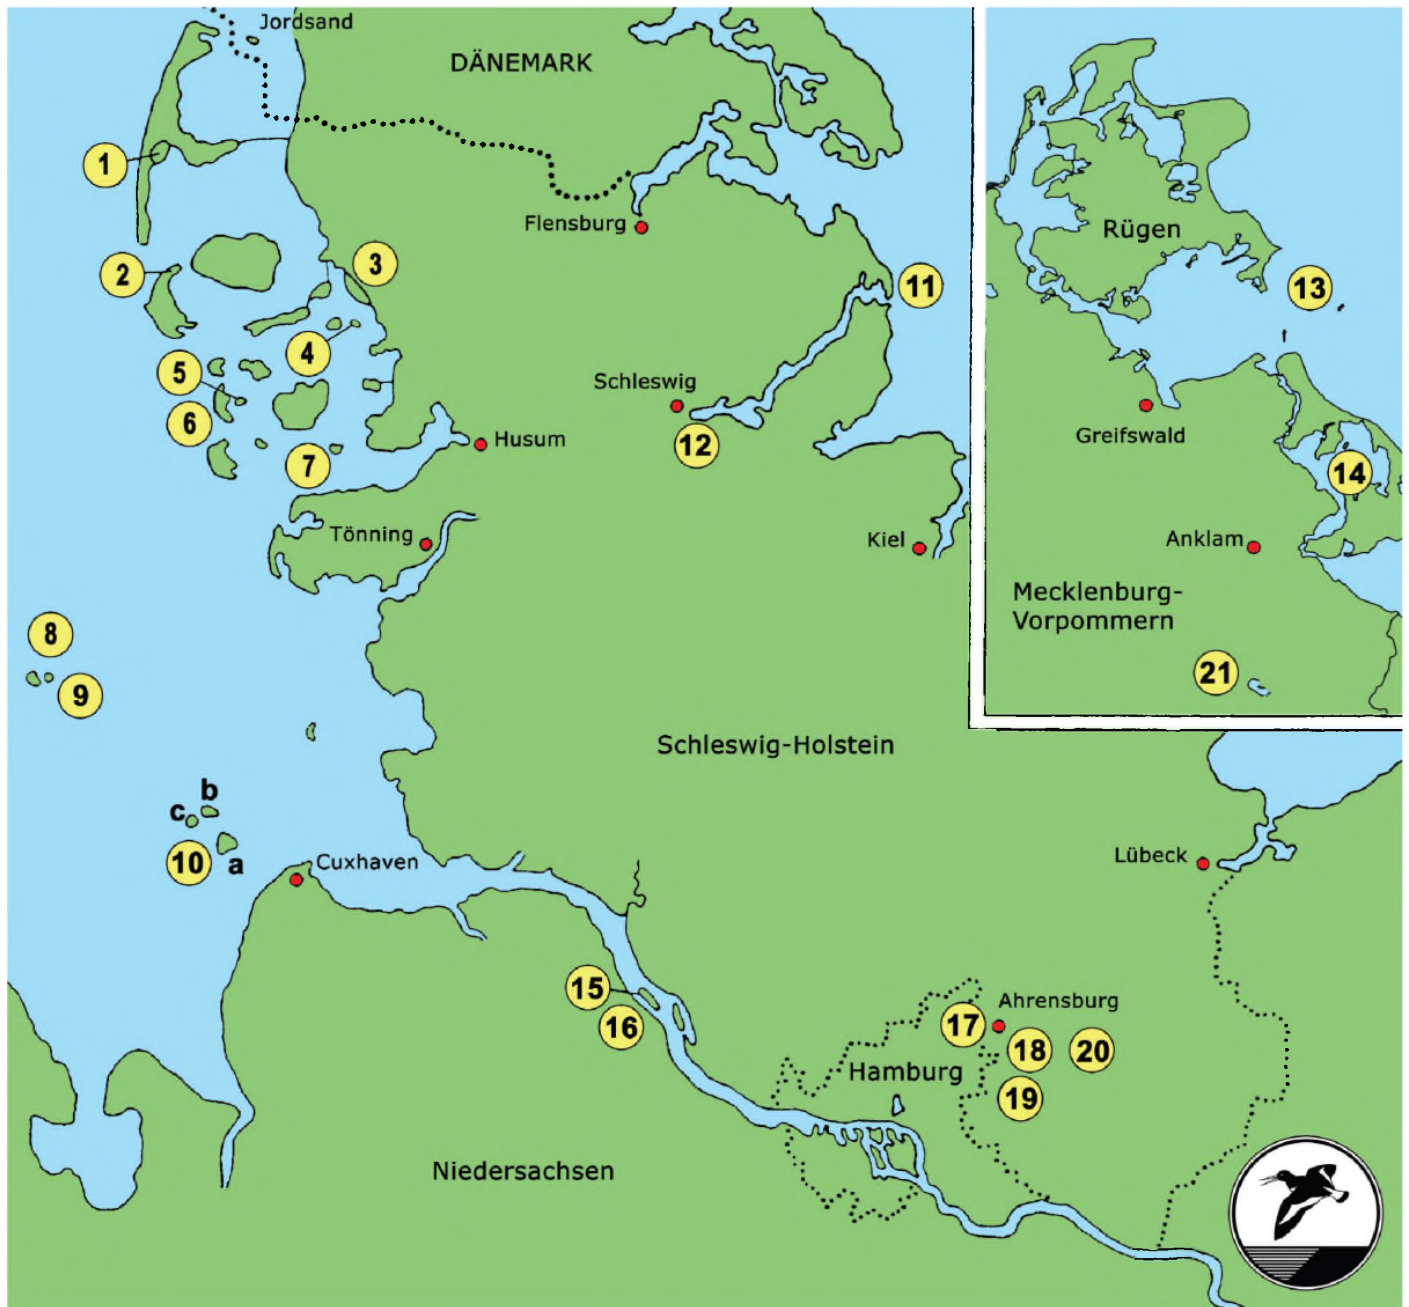 Jordsand
DÄNEMARK
1
Flensburg
2
3
11
4
5
Schleswig
6
Husum
12
7
Tönning
Kiel
8
9
Schleswig-Holstein
b
c
10
a
Cuxhaven
Lübeck
15
16
Ahrensburg
17
18
20
Hamburg
19
Niedersachsen
Rügen
13
Greifswald
14
Anklam
Mecklenburg-
Vorpommern
21